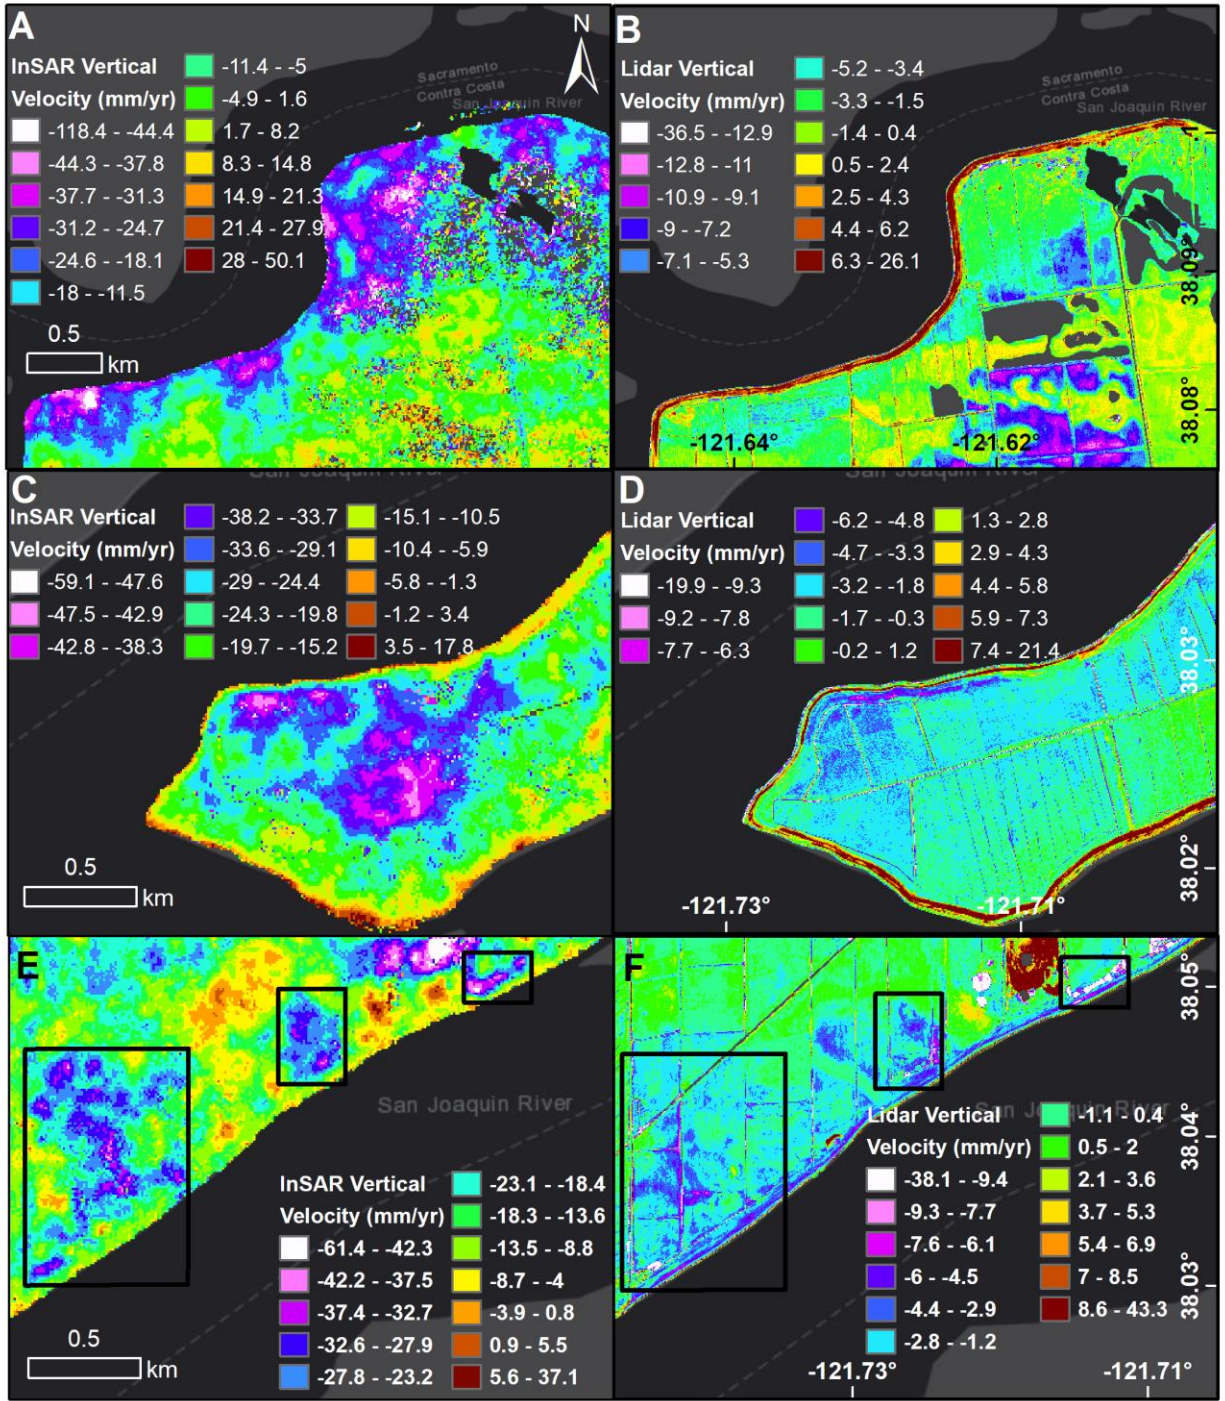 A
N
InSAR Vertical
Velocity (mm/yr)
-118.4 - -44.4
-44.3 - -37.8
-37.7 - -31.3
-31.2 - -24.7
-24.6 - -18.1
-18 - -11.5
-11.4 - -5
-4.9 - 1.6
1.7 - 8.2
8.3 - 14.8
14.9 - 21.3
21.4 - 27.9
28 - 50.1
Sacramento
Contra Costa
San Joaquin River
0.5
km
B
Lidar Vertical
Velocity (mm/yr)
-36.5 - -12.9
-12.8 - -11
-10.9 - -9.1
-9 - -7.2
-7.1 - -5.3
-5.2 - -3.4
-3.3 - -1.5
-1.4 - 0.4
0.5 - 2.4
2.5 - 4.3
4.4 - 6.2
6.3 - 26.1
Sacramento
Contra Costa
San Joaquin River
38.09°
38.08°
-121.64°
-121.62°
C
San Joaquin River
InSAR Vertical
Velocity (mm/yr)
-59.1 - -47.6
-47.5 - -42.9
-42.8 - -38.3
-38.2 - -33.7
-33.6 - -29.1
-29 - -24.4
-24.3 - -19.8
-19.7 - -15.2
-15.1 - -10.5
-10.4 - -5.9
-5.8 - -1.3
-1.2 - 3.4
3.5 - 17.8
0.5
km
D
San Joaquin River
Lidar Vertical
Velocity (mm/yr)
-19.9 - -9.3
-9.2 - -7.8
-7.7 - -6.3
-6.2 - -4.8
-4.7 - -3.3
-3.2 - -1.8
-1.7 - -0.3
-0.2 - 1.2
1.3 - 2.8
2.9 - 4.3
4.4 - 5.8
5.9 - 7.3
7.4 - 21.4
38.03°
38.02°
-121.73°
-121.71°
E
San Joaquin River
InSAR Vertical
Velocity (mm/yr)
-61.4 - -42.3
-42.2 - -37.5
-37.4 - -32.7
-32.6 - -27.9
-27.8 - -23.2
-23.1 - -18.4
-18.3 - -13.6
-13.5 - -8.8
-8.7 - -4
-3.9 - 0.8
0.9 - 5.5
5.6 - 37.1
0.5
km
F
San Joaquin River
Lidar Vertical
Velocity (mm/yr)
-38.1 - -9.4
-9.3 - -7.7
-7.6 - -6.1
-6 - -4.5
-4.4 - -2.9
-2.8 - -1.2
-1.1 - 0.4
0.5 - 2
2.1 - 3.6
3.7 - 5.3
5.4 - 6.9
7 - 8.5
8.6 - 43.3
38.05°
38.04°
38.03°
-121.73°
-121.71°